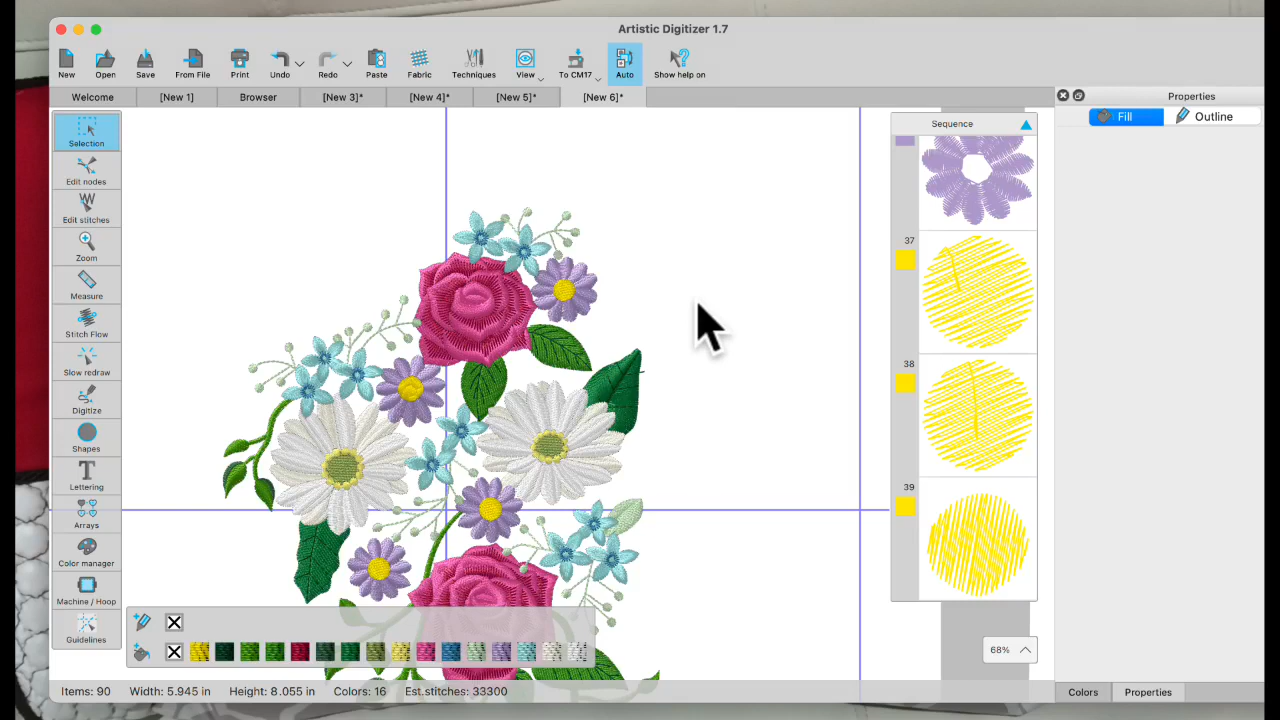 Artistic Digitizer 1.7
New Open Save From File Print Undo Redo Paste Fabric Techniques View To CM17 Auto Show help on
Welcome [New 1] Browser [New 3]* [New 4]* [New 5]* [New 6]* Properties
Sequence Fill Outline
Selection
Edit nodes
Edit stitches
Zoom
Measure
Stitch Flow
Slow redraw
Digitize
Shapes
Lettering
Arrays
Color manager
Machine / Hoop
Guidelines
37
38
39
68%
Items: 90 Width: 5.945 in Height: 8.055 in Colors: 16 Est.stitches: 33300 Colors Properties